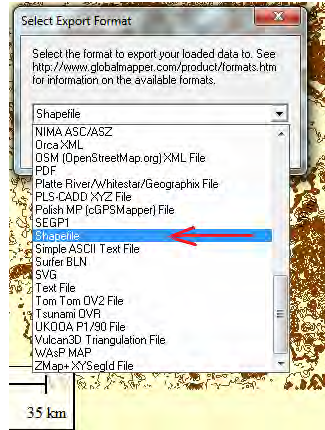 Select Export Format
Select the format to export your loaded data to. See
http://www.globalmapper.com/product/formats.htm
for information on the available formats.
Shapefile
NIMA ASC/ASZ
Orca XML
OSM (OpenStreetMap.org) XML File
PDF
Platte River/Whitestar/Geographix File
PLS-CADD XYZ File
Polish MP (cGPSMapper) File
SEGP1
Shapefile
Simple ASCII Text File
Surfer BLN
SVG
Text File
Tom Tom OV2 File
Tsunami OVR
UKOOA P1/90 File
Vulcan3D Triangulation File
WAsP MAP
ZMap+ XYSegId File
35 km